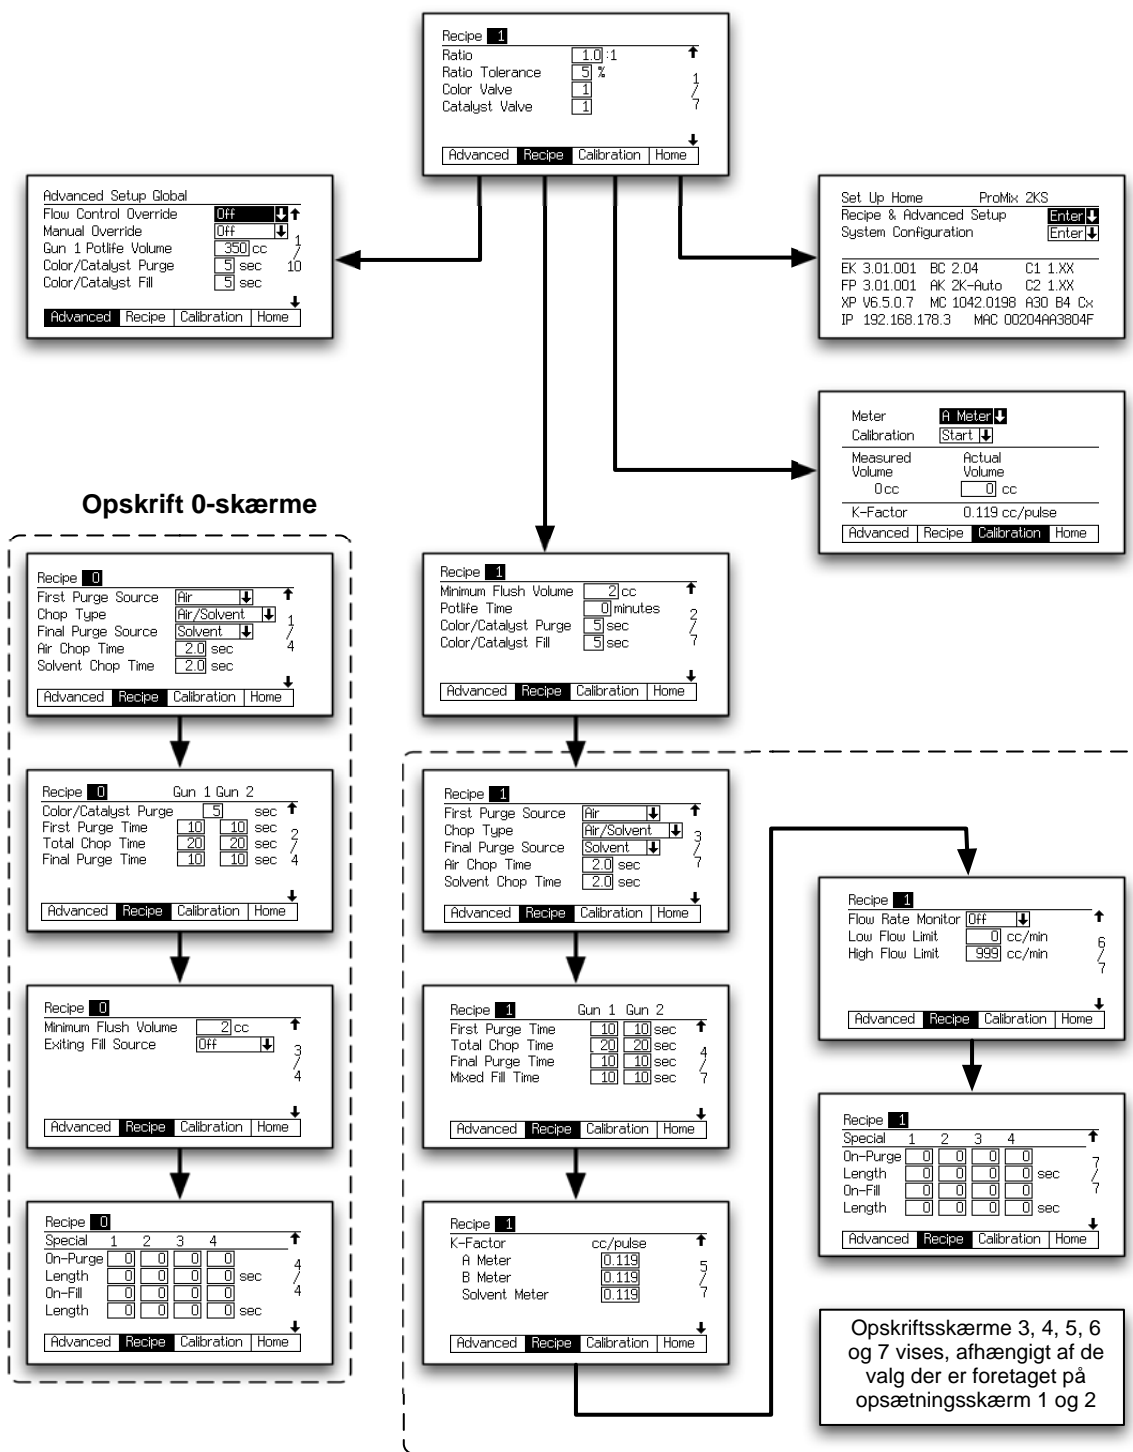 Recipe 1
Ratio 1.0 :1
Ratio Tolerance 5 %
Color Valve 1
Catalyst Valve 1
1 / 7
Advanced Recipe Calibration Home
Advanced Setup Global
Flow Control Override Off
Manual Override Off
Gun 1 Potlife Volume 350 cc
Color/Catalyst Purge 5 sec
Color/Catalyst Fill 5 sec
1 / 10
Advanced Recipe Calibration Home
Set Up Home ProMix 2KS
Recipe & Advanced Setup Enter
System Configuration Enter
EK 3.01.001 BC 2.04 C1 1.XX
FP 3.01.001 AK 2K-Auto C2 1.XX
XP V6.5.0.7 MC 1042.0198 A30 B4 Cx
IP 192.168.178.3 MAC 00204AA3804F
Meter A Meter
Calibration Start
Measured Actual
Volume Volume
0 cc 0 cc
K-Factor 0.119 cc/pulse
Advanced Recipe Calibration Home
Opskrift 0-skærme
Recipe 0
First Purge Source Air
Chop Type Air/Solvent
Final Purge Source Solvent
Air Chop Time 2.0 sec
Solvent Chop Time 2.0 sec
1 / 4
Advanced Recipe Calibration Home
Recipe 0 Gun 1 Gun 2
Color/Catalyst Purge 5 sec
First Purge Time 10 10 sec
Total Chop Time 20 20 sec
Final Purge Time 10 10 sec
2 / 4
Advanced Recipe Calibration Home
Recipe 0
Minimum Flush Volume 2 cc
Exiting Fill Source Off
3 / 4
Advanced Recipe Calibration Home
Recipe 0
Special 1 2 3 4
On-Purge 0 0 0 0
Length 0 0 0 0 sec
On-Fill 0 0 0 0
Length 0 0 0 0 sec
4 / 4
Advanced Recipe Calibration Home
Recipe 1
Minimum Flush Volume 2 cc
Potlife Time 0 minutes
Color/Catalyst Purge 5 sec
Color/Catalyst Fill 5 sec
2 / 7
Advanced Recipe Calibration Home
Recipe 1
First Purge Source Air
Chop Type Air/Solvent
Final Purge Source Solvent
Air Chop Time 2.0 sec
Solvent Chop Time 2.0 sec
3 / 7
Advanced Recipe Calibration Home
Recipe 1 Gun 1 Gun 2
First Purge Time 10 10 sec
Total Chop Time 20 20 sec
Final Purge Time 10 10 sec
Mixed Fill Time 10 10 sec
4 / 7
Advanced Recipe Calibration Home
Recipe 1
K-Factor cc/pulse
A Meter 0.119
B Meter 0.119
Solvent Meter 0.119
5 / 7
Advanced Recipe Calibration Home
Recipe 1
Flow Rate Monitor Off
Low Flow Limit 0 cc/min
High Flow Limit 999 cc/min
6 / 7
Advanced Recipe Calibration Home
Recipe 1
Special 1 2 3 4
On-Purge 0 0 0 0
Length 0 0 0 0 sec
On-Fill 0 0 0 0
Length 0 0 0 0 sec
7 / 7
Advanced Recipe Calibration Home
Opskriftsskærme 3, 4, 5, 6
og 7 vises, afhængigt af de
valg der er foretaget på
opsætningsskærm 1 og 2